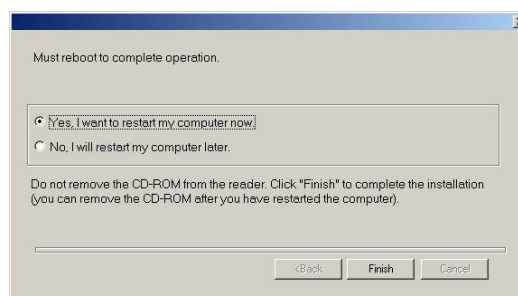 Must reboot to complete operation.
Yes, I want to restart my computer now.
No, I will restart my computer later.
Do not remove the CD-ROM from the reader. Click "Finish" to complete the installation
(you can remove the CD-ROM after you have restarted the computer).
<Back Finish Cancel